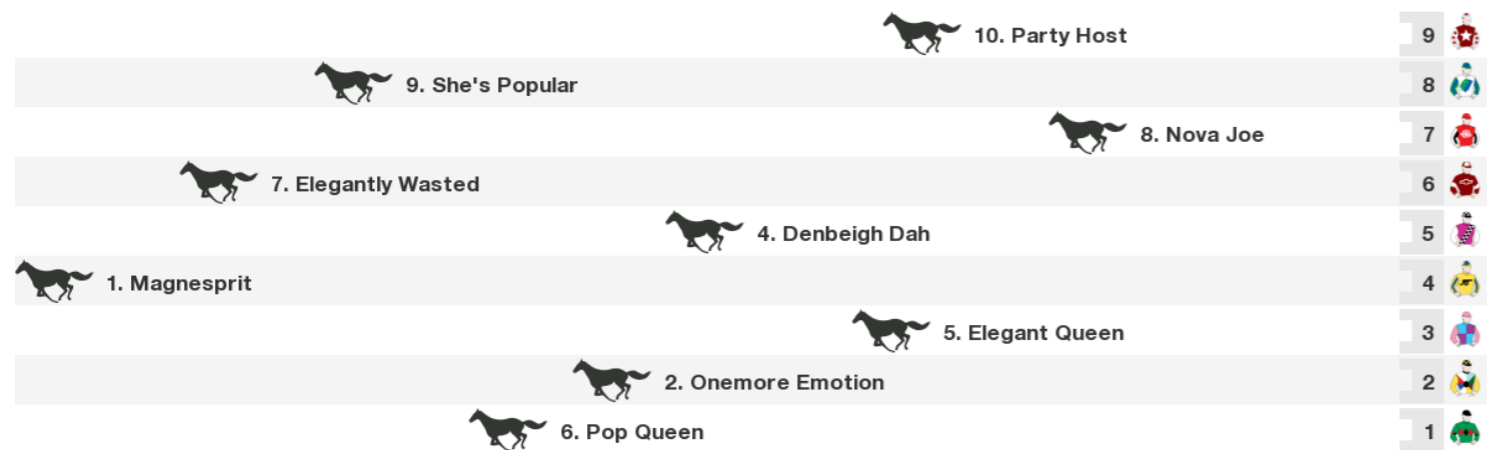 10. Party Host 9
9. She's Popular 8
8. Nova Joe 7
7. Elegantly Wasted 6
4. Denbeigh Dah 5
1. Magnesprit 4
5. Elegant Queen 3
2. Onemore Emotion 2
6. Pop Queen 1